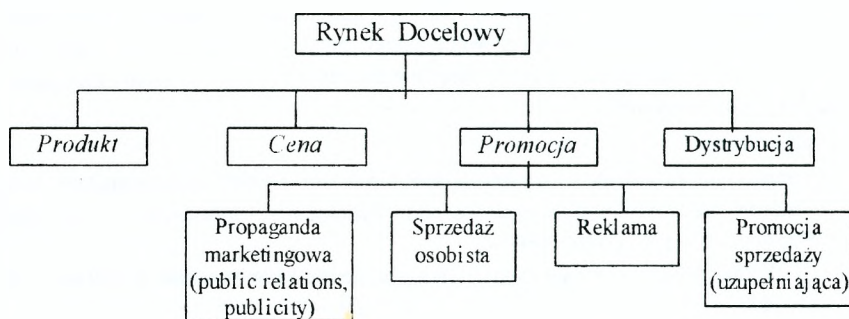 Rynek Docelowy
Produkt
Cena
Promocja
Dystrybucja
Propaganda
marketingowa
(public relations,
publicity)
Sprzedaż
osobista
Reklama
Promocja
sprzedaży
(uzupełniająca)